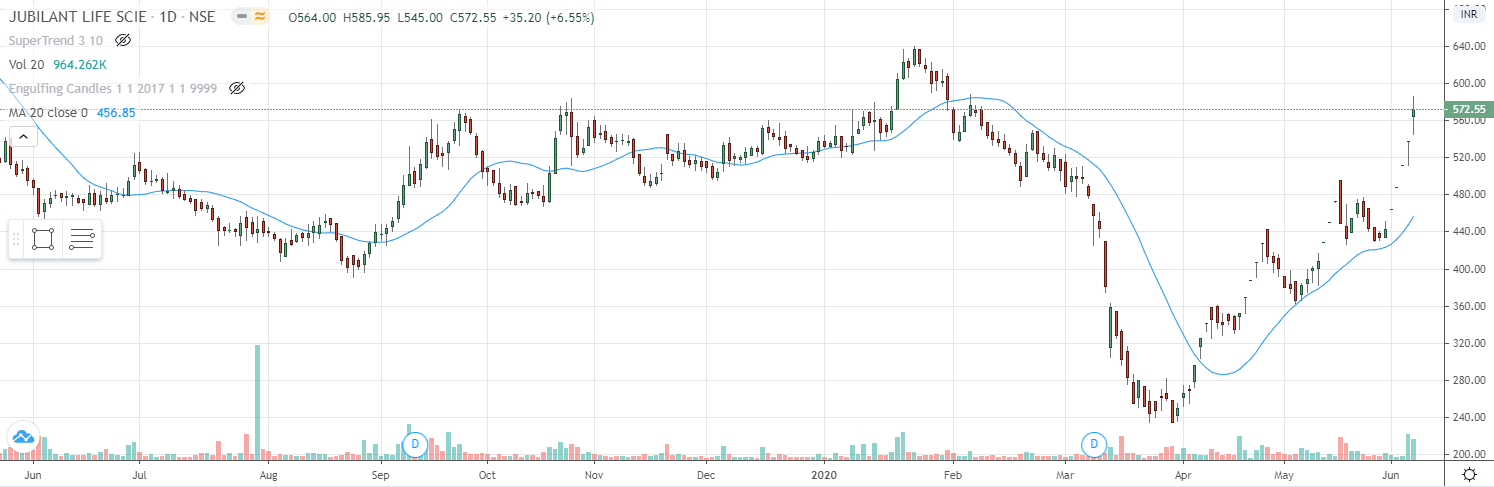 JUBILANT LIFE SCIE · 1D · NSE O564.00 H585.95 L545.00 C572.55 +35.20 (+6.55%)
SuperTrend 3 10
Vol 20 964.262K
Engulfing Candles 1 1 2017 1 1 9999
MA 20 close 0 456.85
INR
640.00
600.00
572.55
560.00
520.00
480.00
440.00
400.00
360.00
320.00
280.00
240.00
200.00
D D
Jun Jul Aug Sep Oct Nov Dec 2020 Feb Mar Apr May Jun